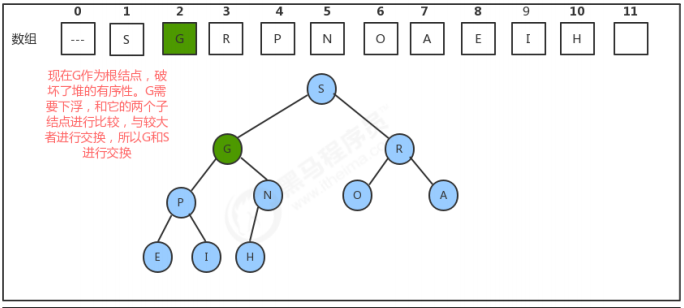 0 1 2 3 4 5 6 7 8 9 10 11
数组 --- S G R P N O A E I H
现在G作为根结点，破
坏了堆的有序性。G需
要下浮，和它的两个子
结点进行比较，与较大
者进行交换，所以G和S
进行交换
S
G R
P N O A
E I H
黑马程序员